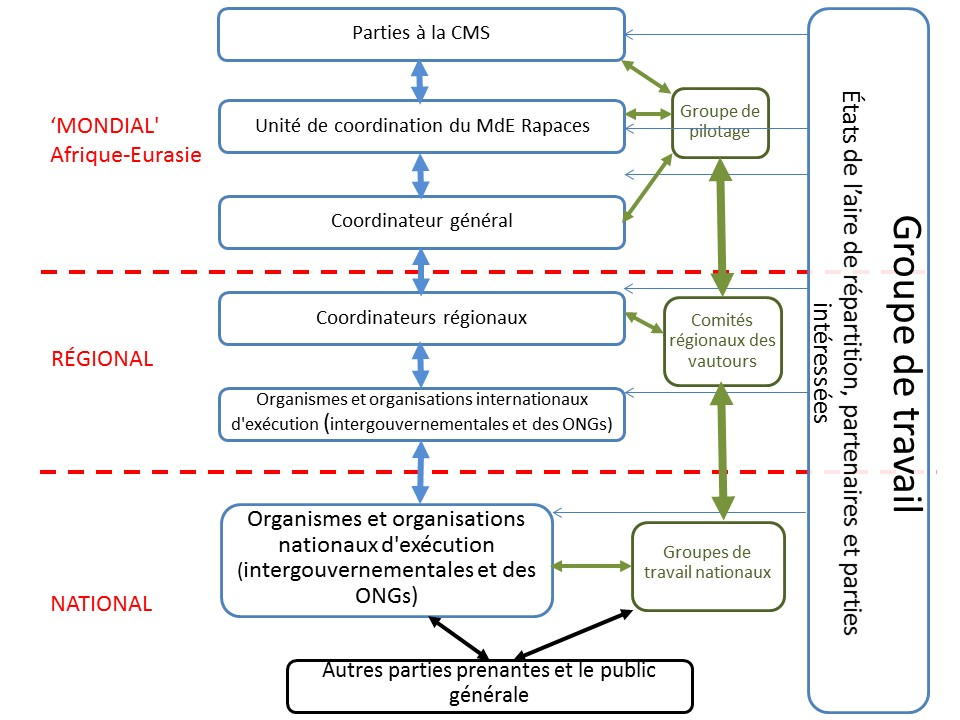 Parties à la CMS
‘MONDIAL'
Afrique-Eurasie
Unité de coordination du MdE Rapaces
Groupe de
pilotage
Coordinateur général
RÉGIONAL
Coordinateurs régionaux
Comités
régionaux des
vautours
Organismes et organisations internationaux
d'exécution (intergouvernementales et des ONGs)
NATIONAL
Organismes et organisations
nationaux d'exécution
(intergouvernementales et des
ONGs)
Groupes de
travail nationaux
Autres parties prenantes et le public
générale
Groupe de travail
États de l’aire de répartition, partenaires et parties
intéressées